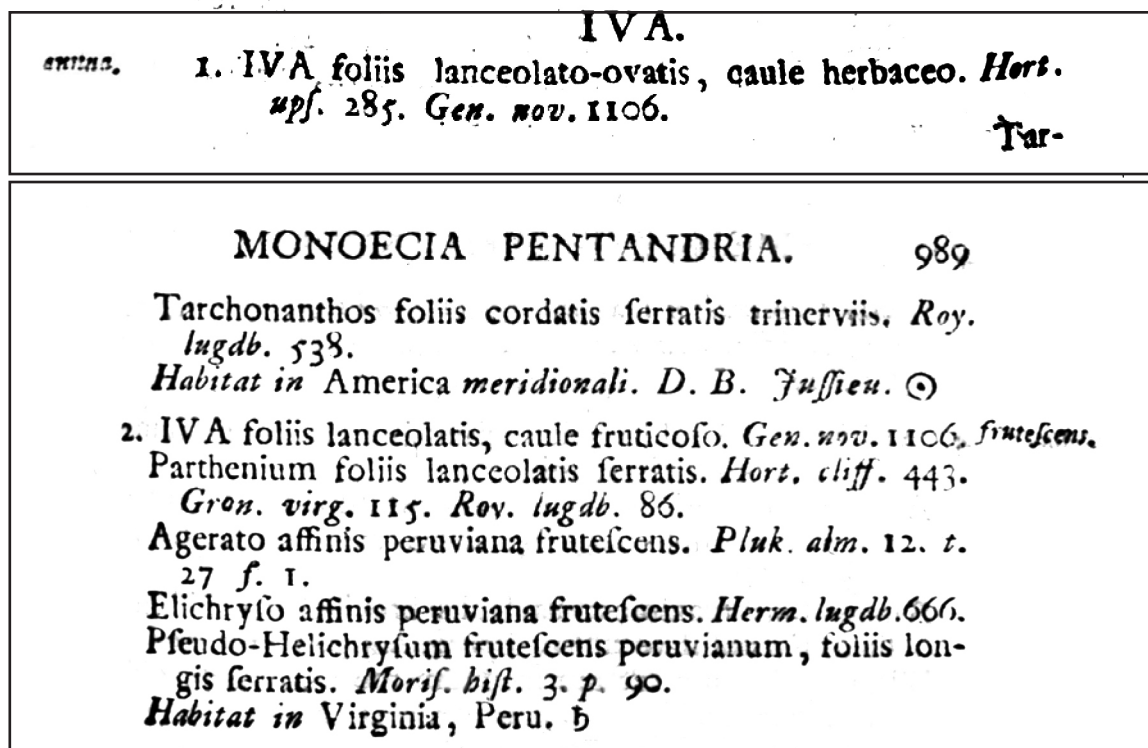 IVA.
annua. 1. IVA foliis lanceolato-ovatis, caule herbaceo. Hort.
upſ. 285. Gen. nov. 1106.
Tar-
MONOECIA PENTANDRIA. 989
Tarchonanthos foliis cordatis ſerratis trinerviis. Roy.
lugdb. 538.
Habitat in America meridionali. D. B. Juſſieu. ☉
2. IVA foliis lanceolatis, caule fruticoſo. Gen. nov. 1106. fruteſcens.
Parthenium foliis lanceolatis ſerratis. Hort. cliff. 443.
Gron. virg. 115. Roy. lugdb. 86.
Agerato affinis peruviana fruteſcens. Pluk. alm. 12. t.
27 f. 1.
Elichryſo affinis peruviana fruteſcens. Herm. lugdb. 666.
Pſeudo-Helichryſum fruteſcens peruvianum, foliis lon-
gis ſerratis. Moriſ. hiſt. 3. p. 90.
Habitat in Virginia, Peru. ♄